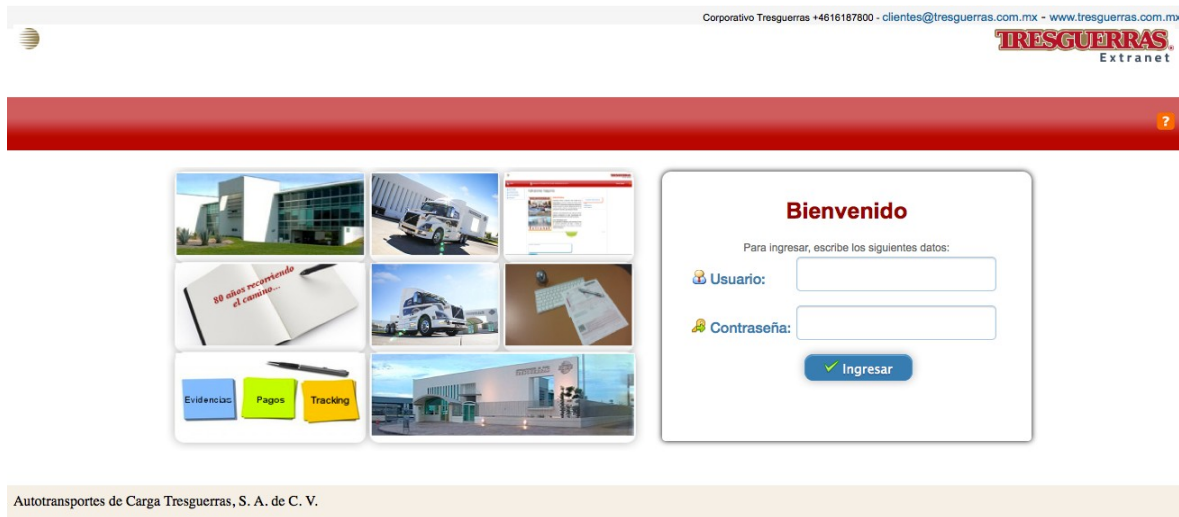 Corporativo Tresguerras +4616187800 - clientes@tresguerras.com.mx - www.tresguerras.com.mx
TRESGUERRAS
Extranet
?
80 años recorriendo
el camino...
Evidencias
Pagos
Tracking
Bienvenido
Para ingresar, escribe los siguientes datos:
Usuario:
Contraseña:
Ingresar
Autotransportes de Carga Tresguerras, S. A. de C. V.